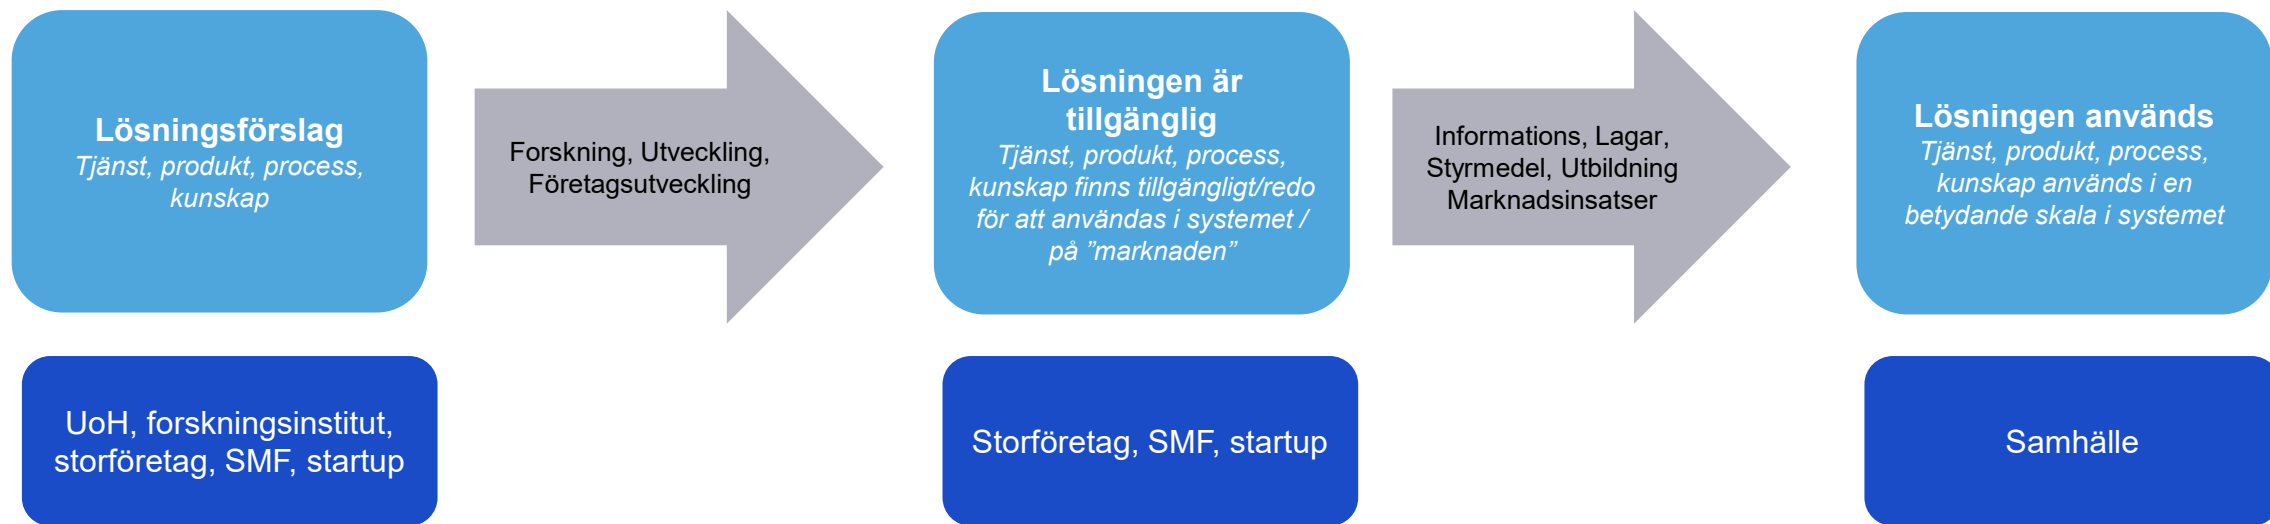 Lösningsförslag
Tjänst, produkt, process,
kunskap
Forskning, Utveckling,
Företagsutveckling
Lösningen är
tillgänglig
Tjänst, produkt, process,
kunskap finns tillgängligt/redo
för att användas i systemet /
på ”marknaden”
Informations, Lagar,
Styrmedel, Utbildning
Marknadsinsatser
Lösningen används
Tjänst, produkt, process,
kunskap används i en
betydande skala i systemet
UoH, forskningsinstitut,
storföretag, SMF, startup
Storföretag, SMF, startup
Samhälle